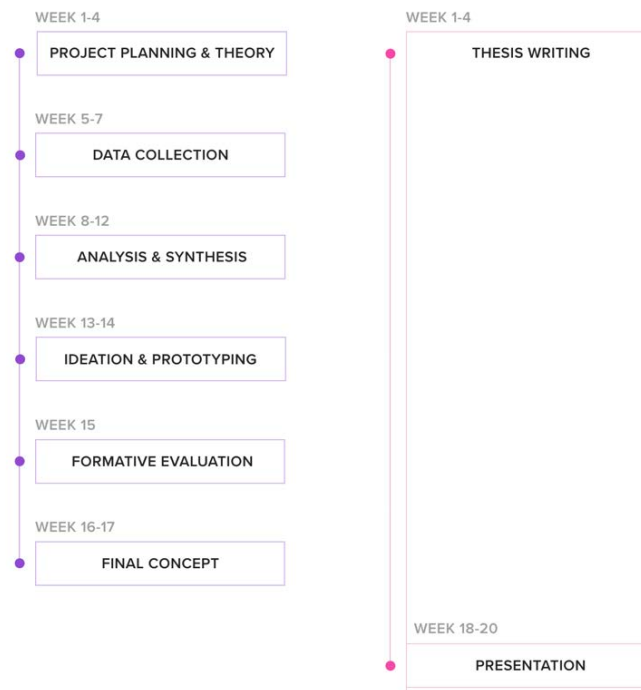 WEEK 1-4
PROJECT PLANNING & THEORY
WEEK 5-7
DATA COLLECTION
WEEK 8-12
ANALYSIS & SYNTHESIS
WEEK 13-14
IDEATION & PROTOTYPING
WEEK 15
FORMATIVE EVALUATION
WEEK 16-17
FINAL CONCEPT
WEEK 1-4
THESIS WRITING
WEEK 18-20
PRESENTATION